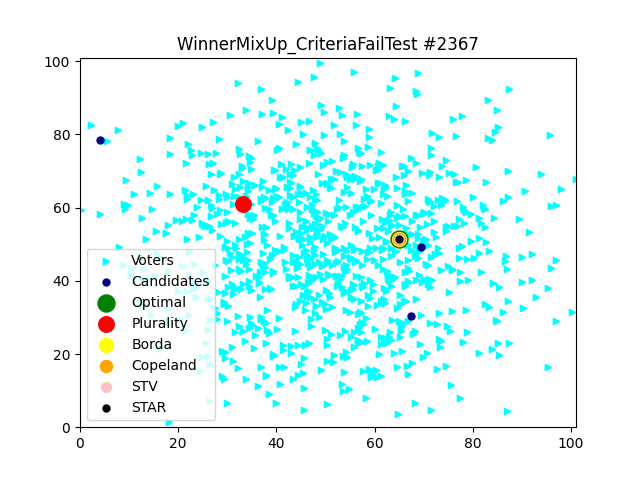 WinnerMixUp_CriteriaFailTest #2367
100
80
60
40
20
0
0 20 40 60 80 100
Voters
Candidates
Optimal
Plurality
Borda
Copeland
STV
STAR